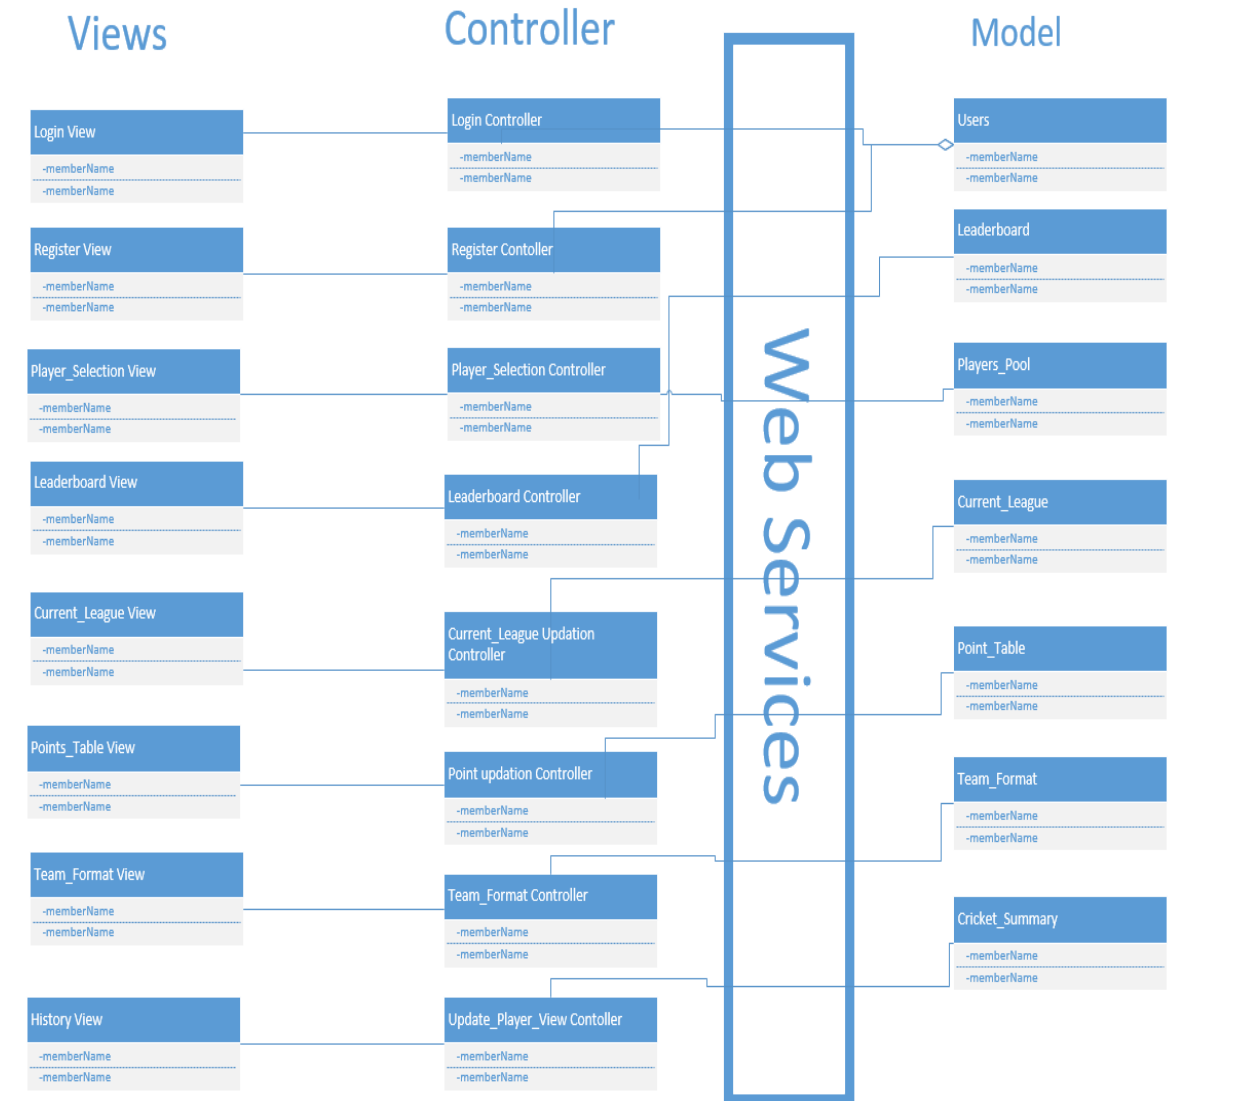 Views
Controller
Model
Login View
-memberName
-memberName
Register View
-memberName
-memberName
Player_Selection View
-memberName
-memberName
Leaderboard View
-memberName
-memberName
Current_League View
-memberName
-memberName
Points_Table View
-memberName
-memberName
Team_Format View
-memberName
-memberName
History View
-memberName
-memberName
Login Controller
-memberName
-memberName
Register Contoller
-memberName
-memberName
Player_Selection Controller
-memberName
-memberName
Leaderboard Controller
-memberName
-memberName
Current_League Updation
Controller
-memberName
-memberName
Point updation Controller
-memberName
-memberName
Team_Format Controller
-memberName
-memberName
Update_Player_View Contoller
-memberName
-memberName
Web Services
Users
-memberName
-memberName
Leaderboard
-memberName
-memberName
Players_Pool
-memberName
-memberName
Current_League
-memberName
-memberName
Point_Table
-memberName
-memberName
Team_Format
-memberName
-memberName
Cricket_Summary
-memberName
-memberName